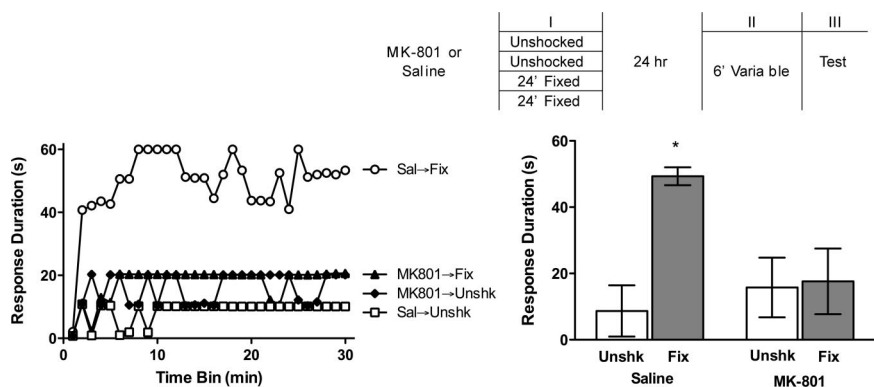 I II III
MK-801 or
Saline
Unshocked
Unshocked
24' Fixed
24' Fixed
24 hr
6' Varia ble
Test
Response Duration (s)
60
40
20
0
0 10 20 30
Time Bin (min)
Sal→Fix
MK801→Fix
MK801→Unshk
Sal→Unshk
Response Duration (s)
60
40
20
0
*
Unshk Fix Unshk Fix
Saline MK-801